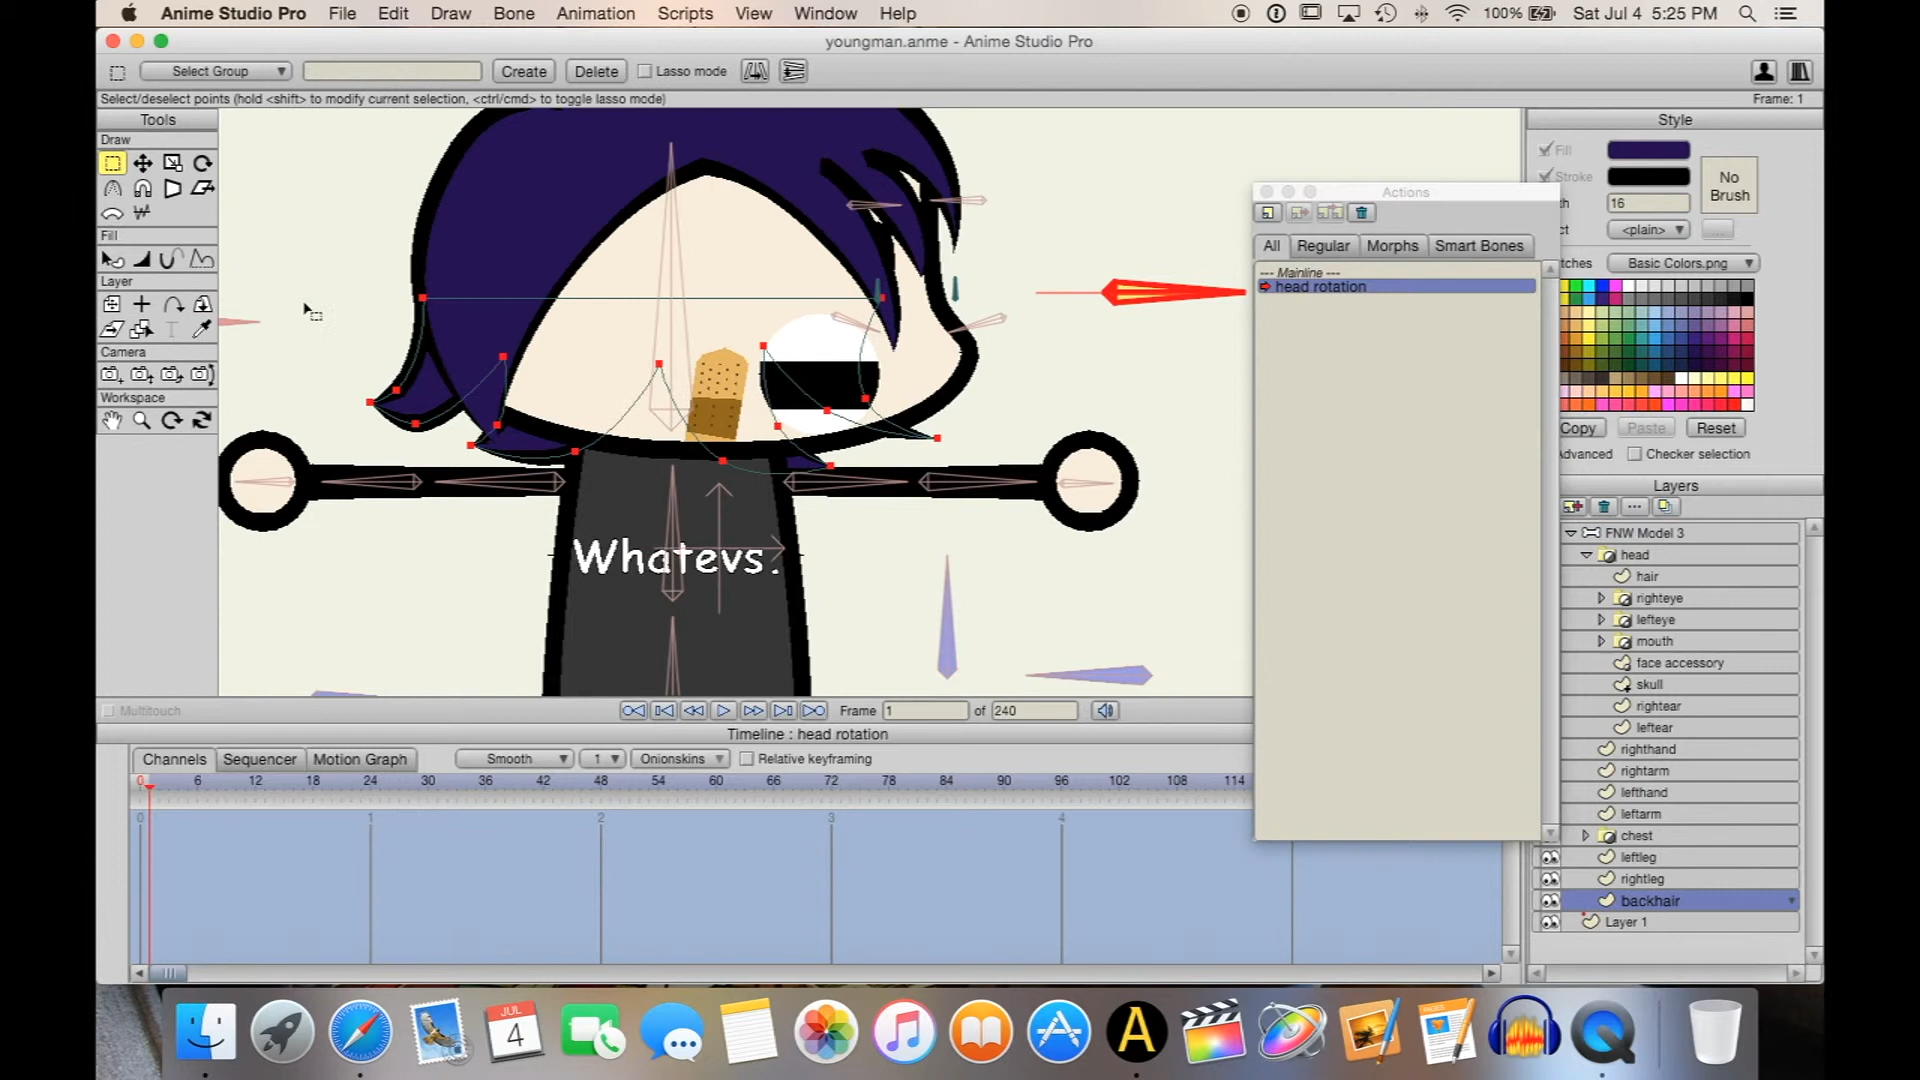 Anime Studio Pro File Edit Draw Bone Animation Scripts View Window Help 100% Sat Jul 4 5:25 PM
youngman.anme - Anime Studio Pro
Select Group Create Delete Lasso mode
Select/deselect points (hold <shift> to modify current selection, <ctrl/cmd> to toggle lasso mode) Frame: 1
Tools
Draw
Fill
Layer
Camera
Workspace
Whatevs.
Actions
All Regular Morphs Smart Bones
--- Mainline ---
head rotation
Style
Fill
Stroke
No Brush
th 16
ct <plain>
tches Basic Colors.png
Copy Paste Reset
dvanced Checker selection
Layers
FNW Model 3
head
hair
righteye
lefteye
mouth
face accessory
skull
rightear
leftear
righthand
rightarm
lefthand
leftarm
chest
leftleg
rightleg
backhair
Layer 1
Multitouch Frame 1 of 240
Timeline : head rotation
Channels Sequencer Motion Graph Smooth 1 Onionskins Relative keyframing
0 6 12 18 24 30 36 42 48 54 60 66 72 78 84 90 96 102 108 114
0 1 2 3 4
JUL
4